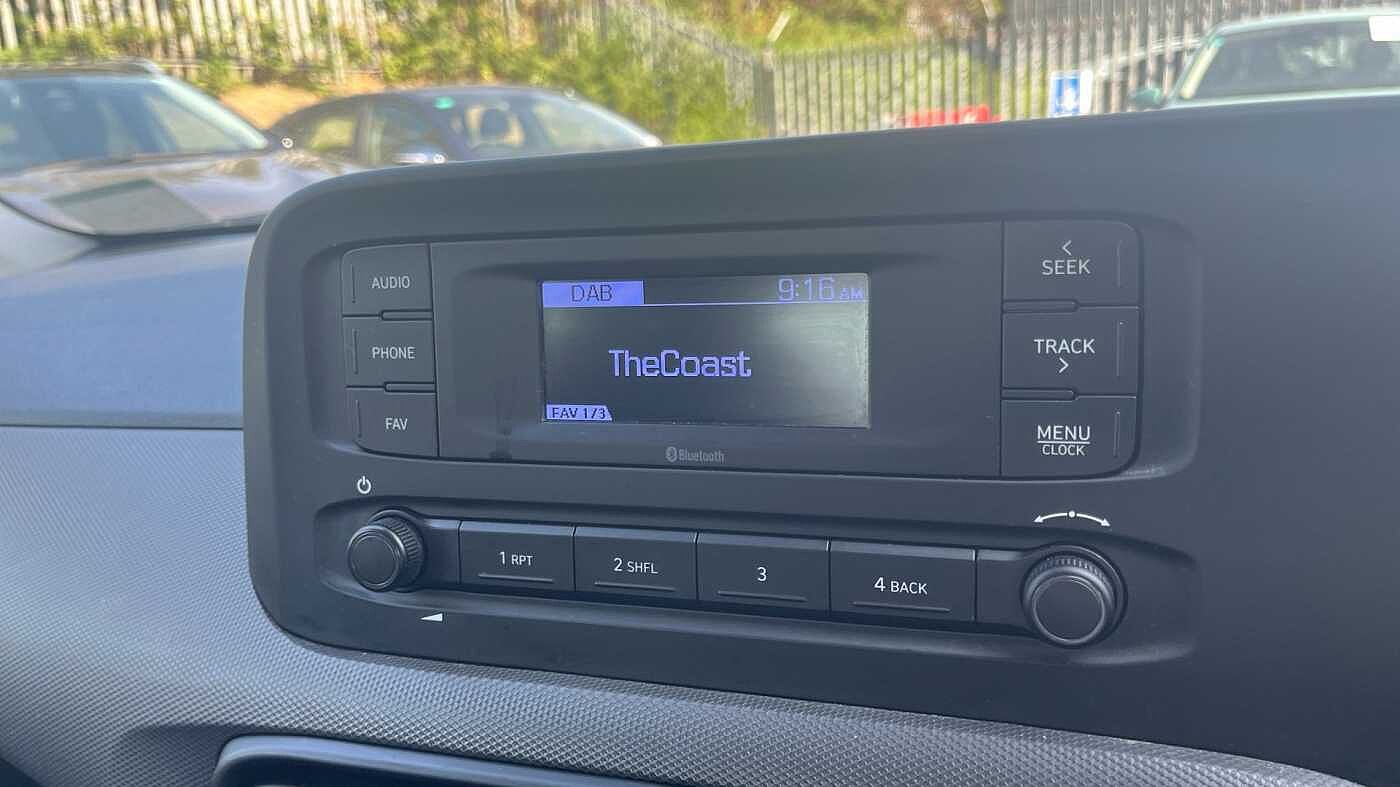 AUDIO
PHONE
FAV
DAB 9:16 AM
TheCoast
FAV 1/3
Bluetooth
SEEK
TRACK
MENU
CLOCK
1 RPT
2 SHFL
3
4 BACK